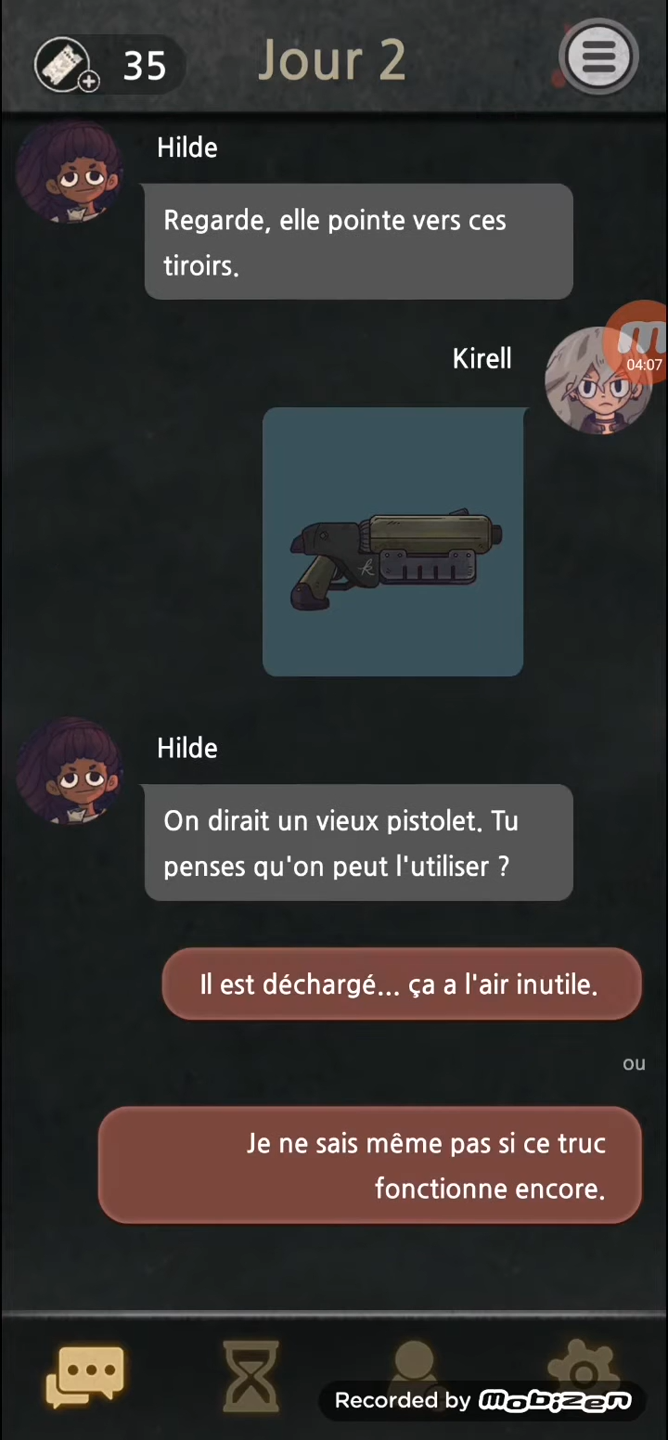 35
Jour 2
Hilde
Regarde, elle pointe vers ces
tiroirs.
Kirell
04:07
Hilde
On dirait un vieux pistolet. Tu
penses qu'on peut l'utiliser ?
Il est déchargé... ça a l'air inutile.
ou
Je ne sais même pas si ce truc
fonctionne encore.
Recorded by mobizen